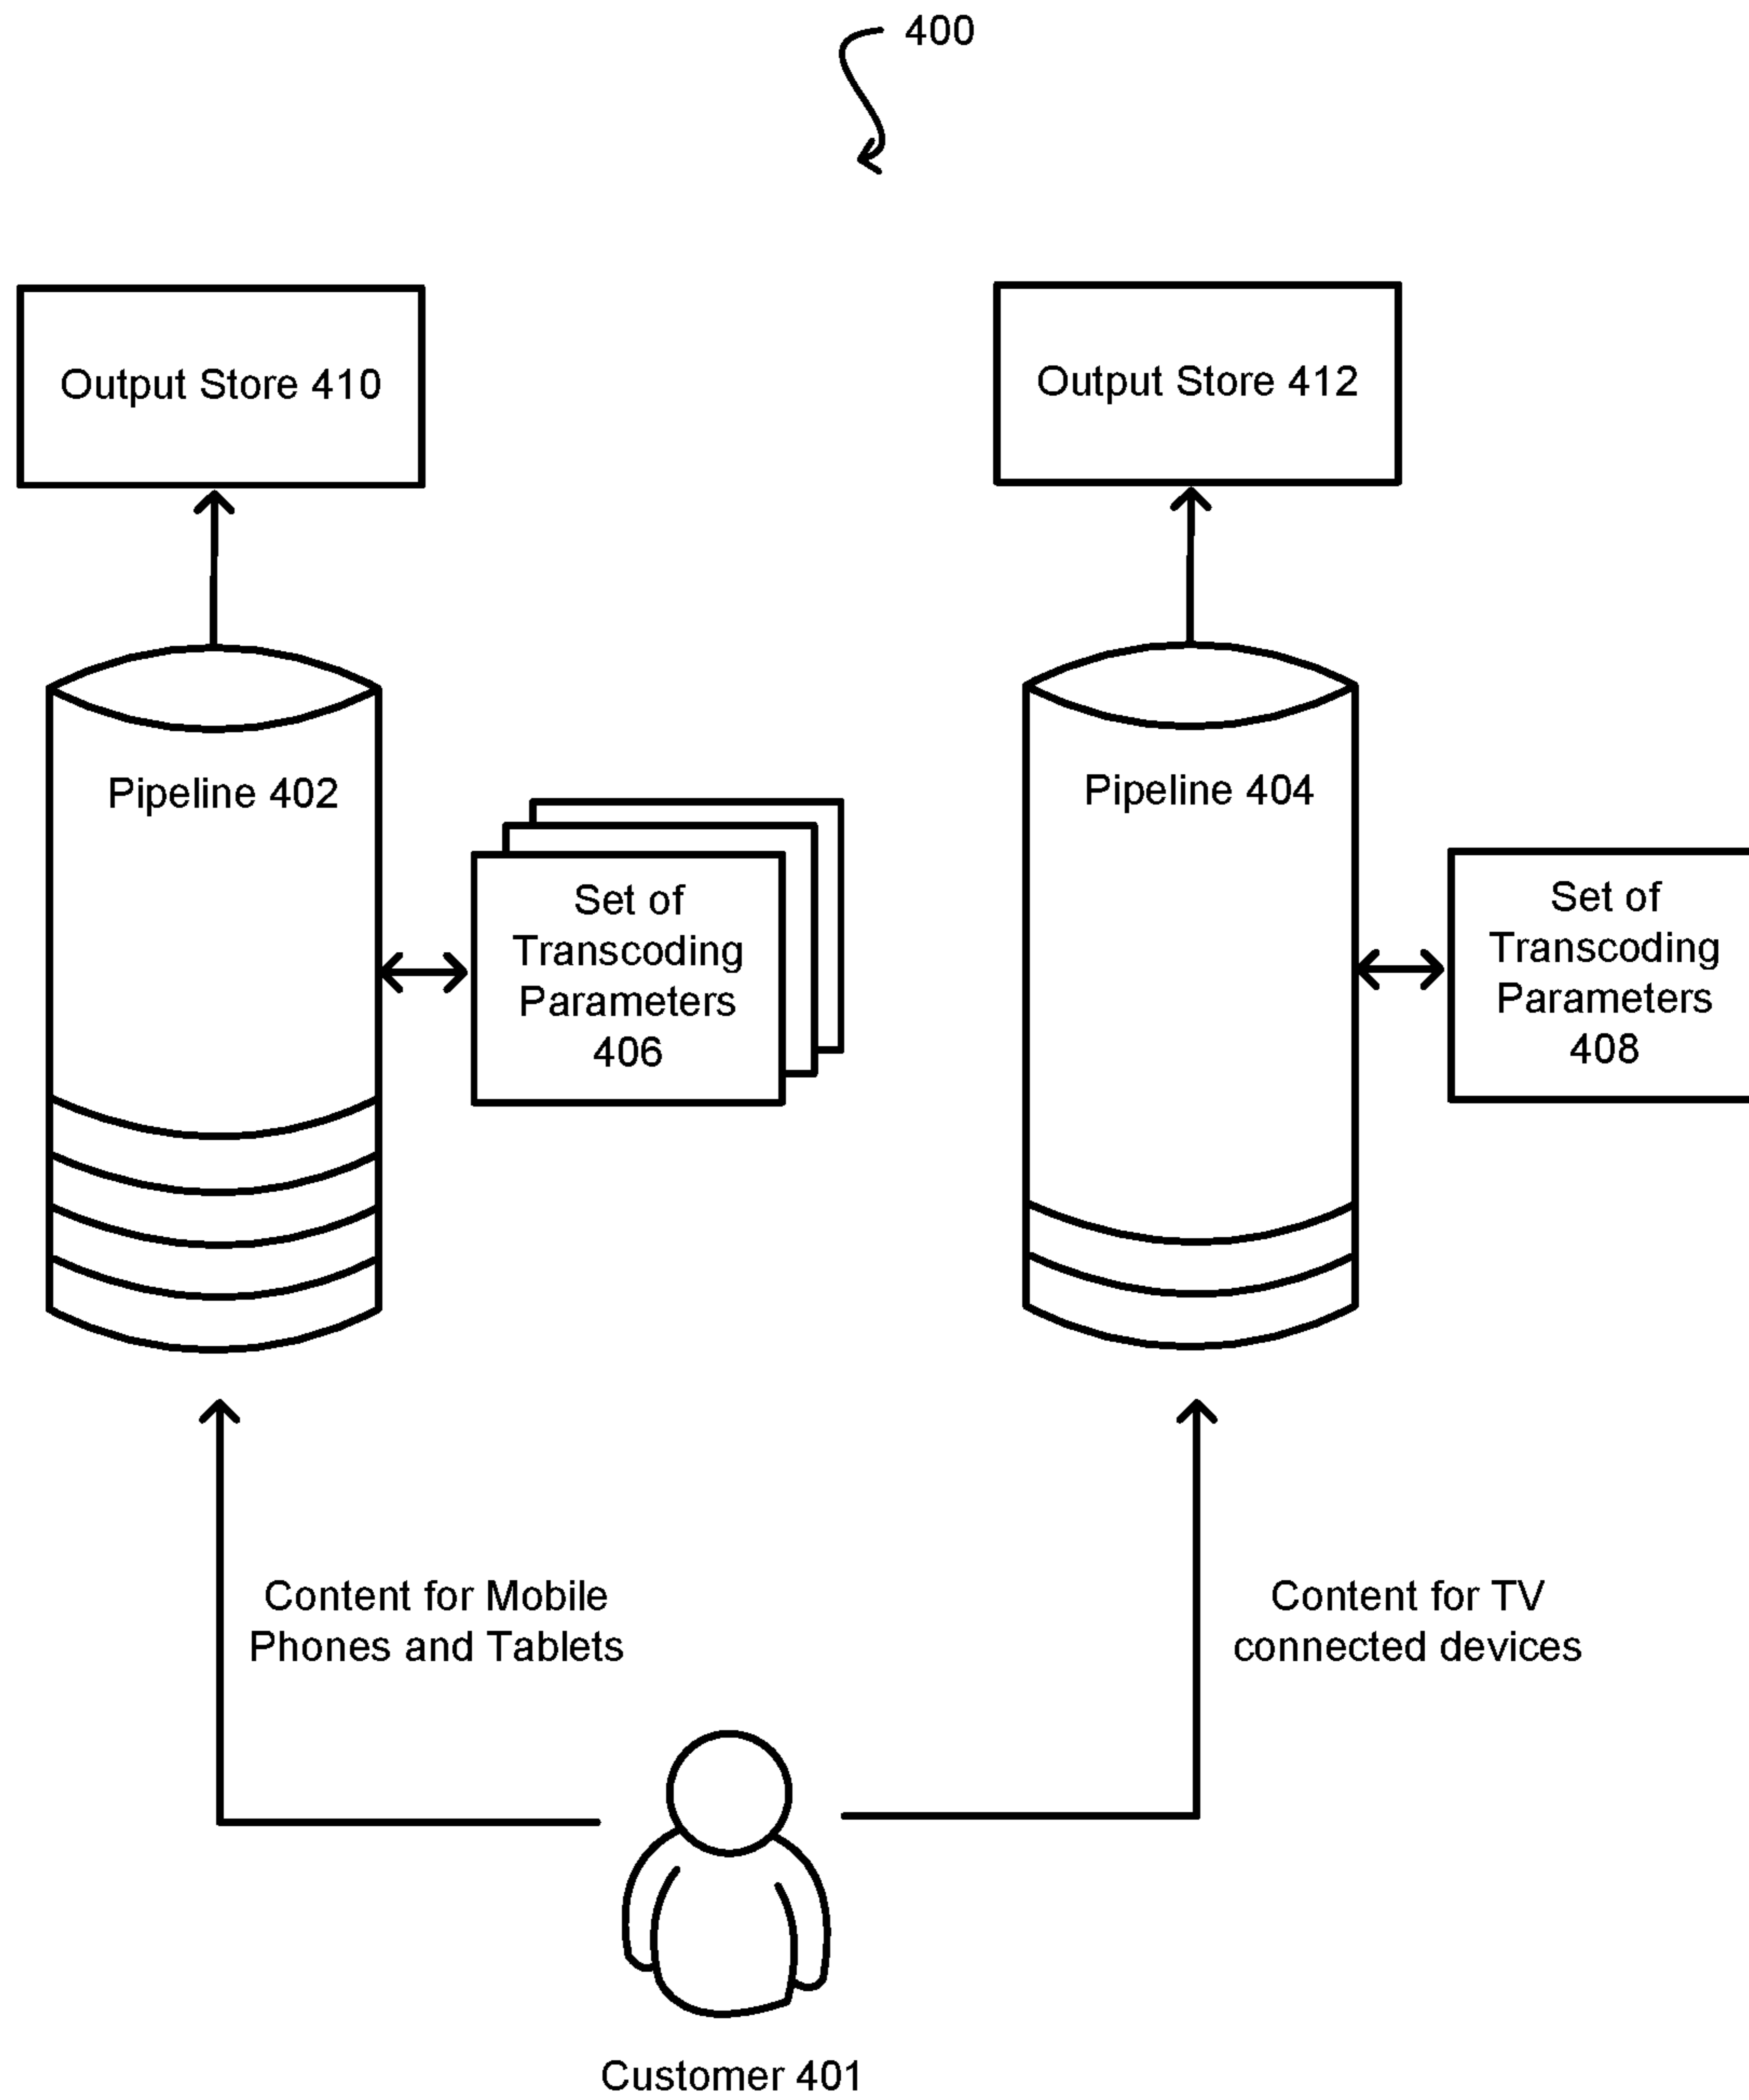 400
Output Store 410
Output Store 412
Pipeline 402
Pipeline 404
Set of
Transcoding
Parameters
406
Set of
Transcoding
Parameters
408
Content for Mobile
Phones and Tablets
Content for TV
connected devices
Customer 401